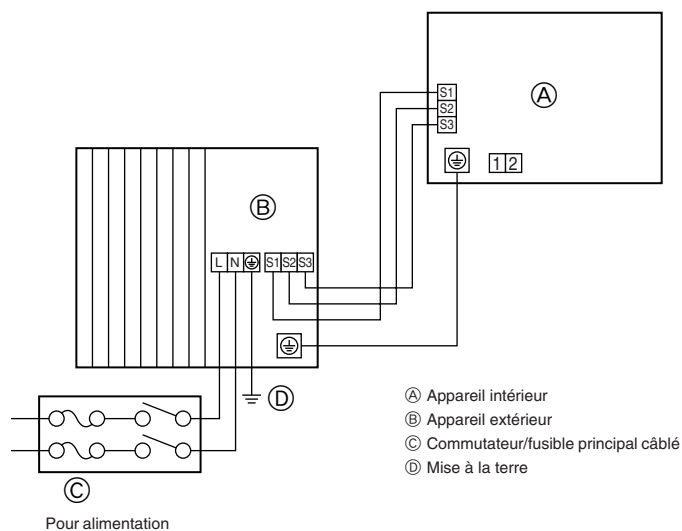 S1
S2
S3
Ⓐ
1 2
Ⓑ
L N S1 S2 S3
Ⓓ
Ⓐ Appareil intérieur
Ⓑ Appareil extérieur
Ⓒ Commutateur/fusible principal câblé
Ⓓ Mise à la terre
Ⓒ
Pour alimentation